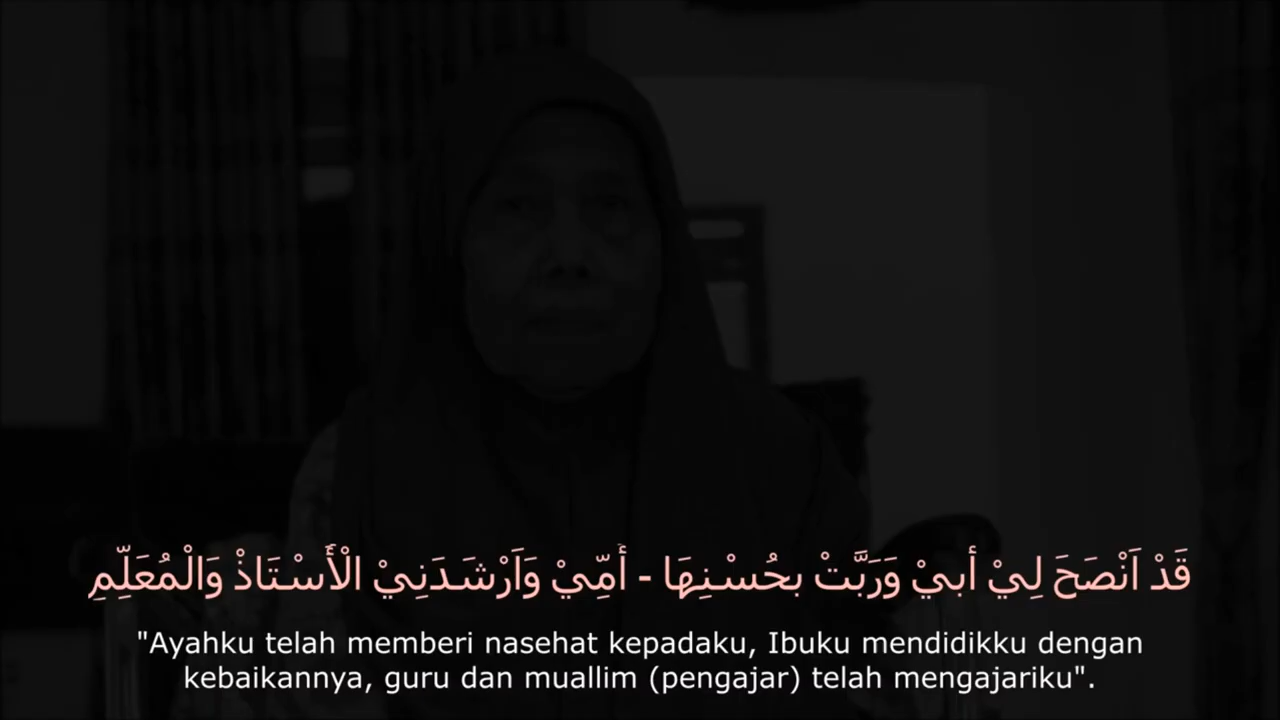 قَدْ اَنْصَحَ لِيْ أَبيْ وَرَبَّتْ بحُسْنِهَا - أَمِّيْ وَاَرْشَدَنِيْ الْأَسْتَاذْ وَالْمُعَلِّمِ
"Ayahku telah memberi nasehat kepadaku, Ibuku mendidikku dengan
kebaikannya, guru dan muallim (pengajar) telah mengajariku".